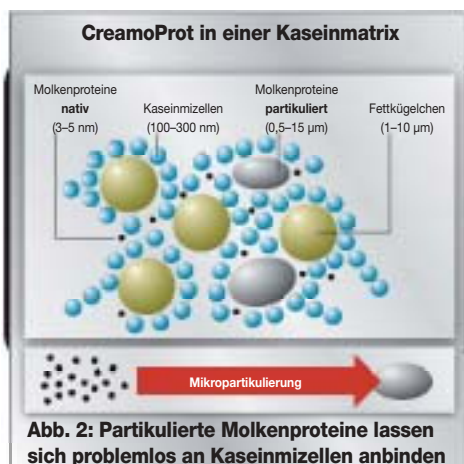 CreamoProt in einer Kaseinmatrix
Molkenproteine
nativ
(3–5 nm)
Kaseinmizellen
(100–300 nm)
Molkenproteine
partikuliert
(0,5–15 µm)
Fettkügelchen
(1–10 µm)
Mikropartikulierung
Abb. 2: Partikulierte Molkenproteine lassen
sich problemlos an Kaseinmizellen anbinden